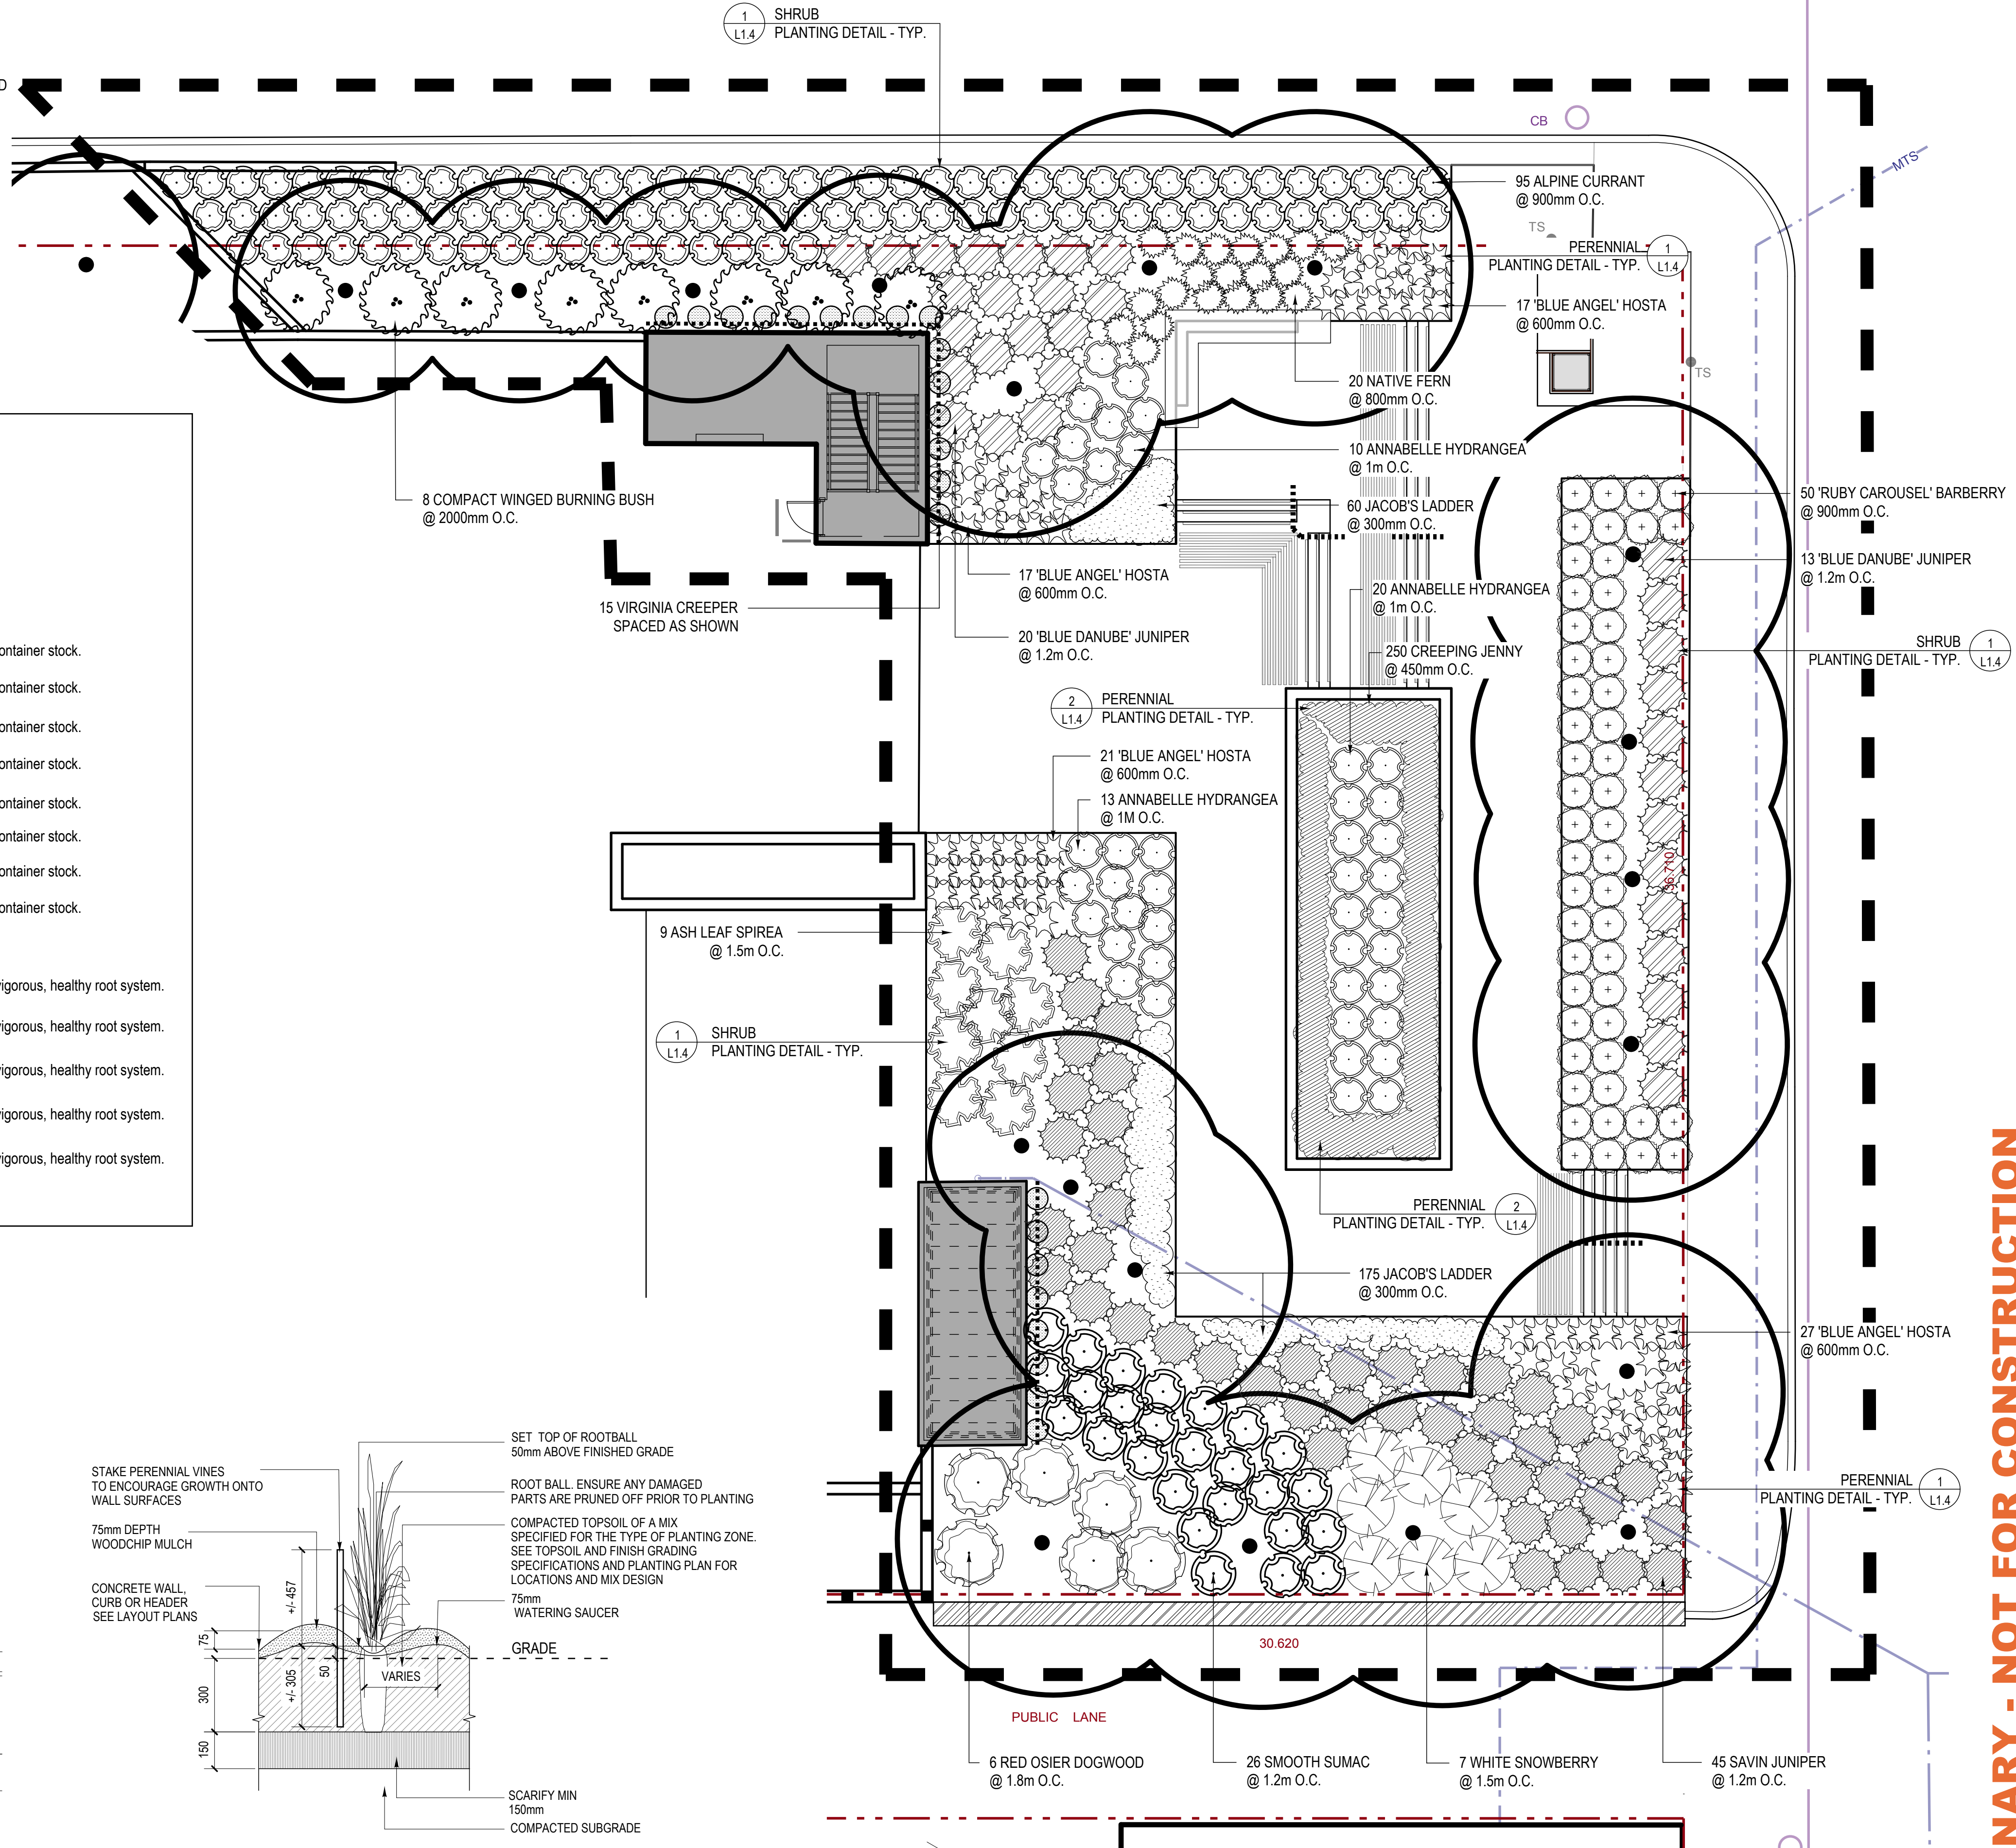 1
L1.4
SHRUB
PLANTING DETAIL - TYP.
D
CB
MTS
95 ALPINE CURRANT
@ 900mm O.C.
TS
PERENNIAL
PLANTING DETAIL - TYP.
1
L1.4
17 'BLUE ANGEL' HOSTA
@ 600mm O.C.
TS
20 NATIVE FERN
@ 800mm O.C.
10 ANNABELLE HYDRANGEA
@ 1m O.C.
8 COMPACT WINGED BURNING BUSH
@ 2000mm O.C.
60 JACOB'S LADDER
@ 300mm O.C.
50 'RUBY CAROUSEL' BARBERRY
@ 900mm O.C.
13 'BLUE DANUBE' JUNIPER
@ 1.2m O.C.
17 'BLUE ANGEL' HOSTA
@ 600mm O.C.
20 ANNABELLE HYDRANGEA
@ 1m O.C.
15 VIRGINIA CREEPER
SPACED AS SHOWN
20 'BLUE DANUBE' JUNIPER
@ 1.2m O.C.
250 CREEPING JENNY
@ 450mm O.C.
SHRUB
PLANTING DETAIL - TYP.
1
L1.4
ontainer stock.
ontainer stock.
ontainer stock.
ontainer stock.
ontainer stock.
ontainer stock.
ontainer stock.
ontainer stock.
vigorous, healthy root system.
vigorous, healthy root system.
vigorous, healthy root system.
vigorous, healthy root system.
vigorous, healthy root system.
2
L1.4
PERENNIAL
PLANTING DETAIL - TYP.
21 'BLUE ANGEL' HOSTA
@ 600mm O.C.
13 ANNABELLE HYDRANGEA
@ 1M O.C.
36.710
9 ASH LEAF SPIREA
@ 1.5m O.C.
1
L1.4
SHRUB
PLANTING DETAIL - TYP.
PERENNIAL
PLANTING DETAIL - TYP.
2
L1.4
175 JACOB'S LADDER
@ 300mm O.C.
27 'BLUE ANGEL' HOSTA
@ 600mm O.C.
PERENNIAL
PLANTING DETAIL - TYP.
1
L1.4
SET TOP OF ROOTBALL
50mm ABOVE FINISHED GRADE
STAKE PERENNIAL VINES
TO ENCOURAGE GROWTH ONTO
WALL SURFACES
ROOT BALL. ENSURE ANY DAMAGED
PARTS ARE PRUNED OFF PRIOR TO PLANTING
75mm DEPTH
WOODCHIP MULCH
COMPACTED TOPSOIL OF A MIX
SPECIFIED FOR THE TYPE OF PLANTING ZONE.
SEE TOPSOIL AND FINISH GRADING
SPECIFICATIONS AND PLANTING PLAN FOR
LOCATIONS AND MIX DESIGN
CONCRETE WALL,
CURB OR HEADER
SEE LAYOUT PLANS
75mm
WATERING SAUCER
GRADE
+/- 457
75
+/- 305
50
VARIES
300
150
SCARIFY MIN
150mm
COMPACTED SUBGRADE
30.620
PUBLIC LANE
6 RED OSIER DOGWOOD
@ 1.8m O.C.
26 SMOOTH SUMAC
@ 1.2m O.C.
7 WHITE SNOWBERRY
@ 1.5m O.C.
45 SAVIN JUNIPER
@ 1.2m O.C.
NARY - NOT FOR CONSTRUCTION